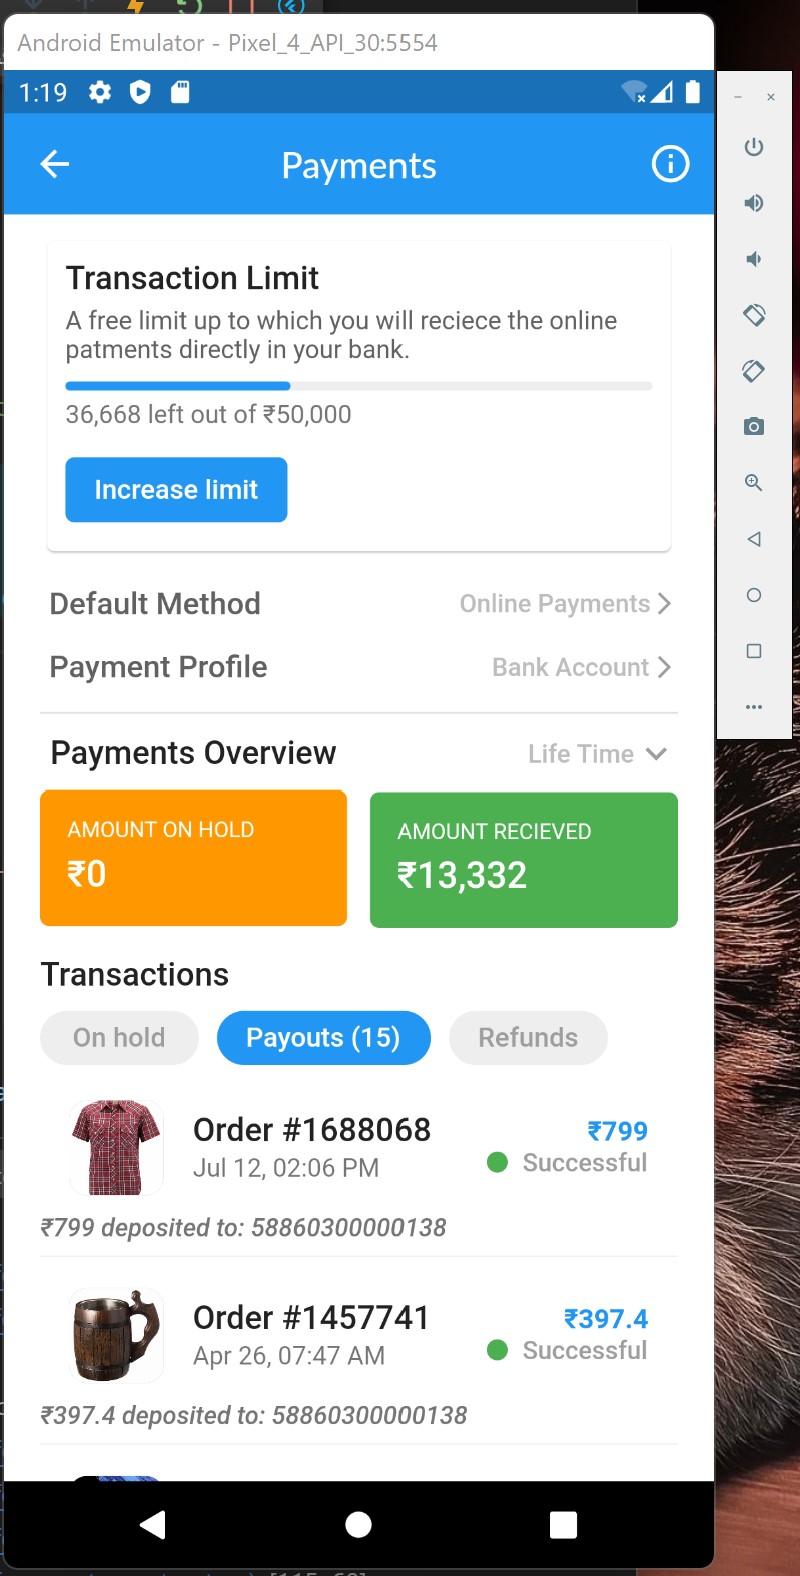 Android Emulator - Pixel_4_API_30:5554
1:19
Payments
Transaction Limit
A free limit up to which you will reciece the online
patments directly in your bank.
36,668 left out of ₹50,000
Increase limit
Default Method Online Payments
Payment Profile Bank Account
Payments Overview Life Time
AMOUNT ON HOLD AMOUNT RECIEVED
₹0 ₹13,332
Transactions
On hold Payouts (15) Refunds
Order #1688068 ₹799
Jul 12, 02:06 PM Successful
₹799 deposited to: 58860300000138
Order #1457741 ₹397.4
Apr 26, 07:47 AM Successful
₹397.4 deposited to: 58860300000138